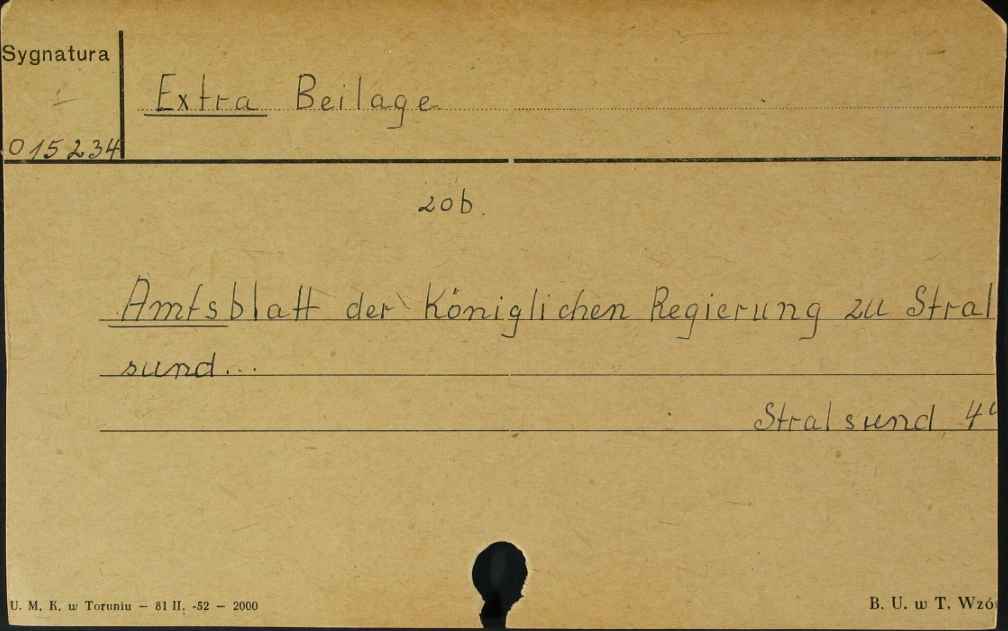 Sygnatura
Extra Beilage
015234
zob.
Amtsblatt der Königlichen Regierung zu Stral
sund...
Stralsund 4°
U. M. K. w Toruniu — 81 II. -52 — 2000
B. U. w T. Wzó